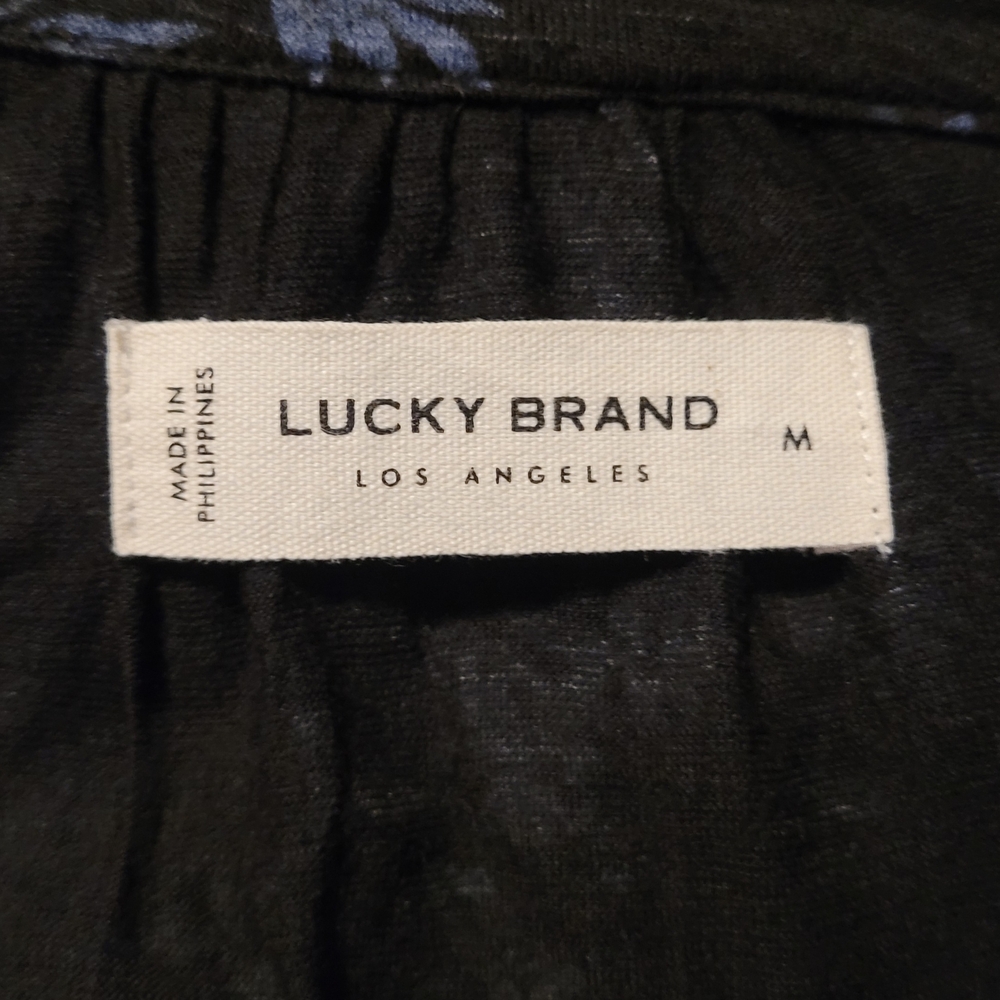 MADE IN
PHILIPPINES
LUCKY BRAND
LOS ANGELES
M